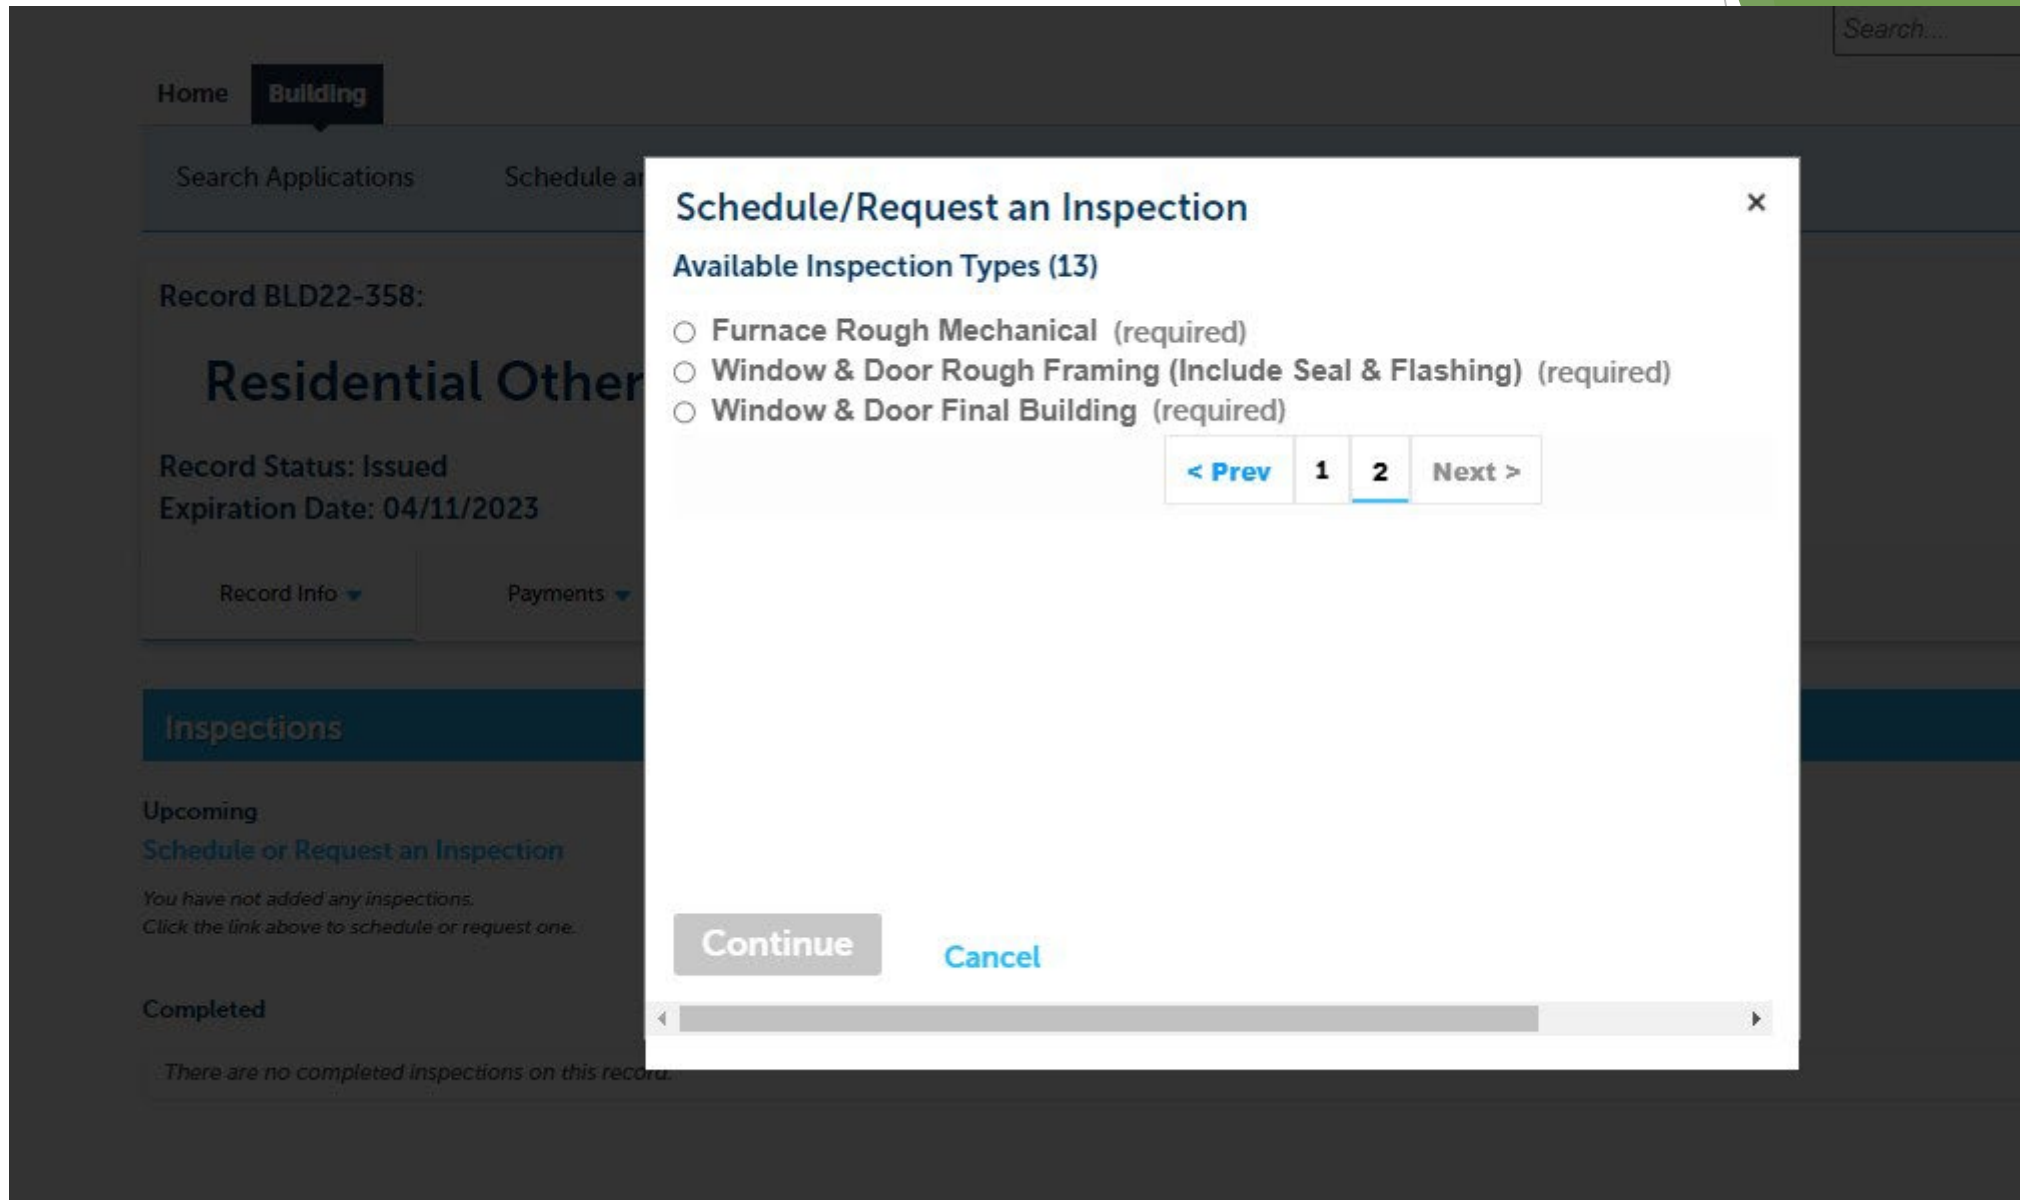 Search....
Home Building
Search Applications Schedule
Schedule/Request an Inspection ×
Available Inspection Types (13)
Record BLD22-358:
Furnace Rough Mechanical (required)
Residential Other
Window & Door Rough Framing (Include Seal & Flashing) (required)
Window & Door Final Building (required)
Record Status: Issued
< Prev 1 2 Next >
Expiration Date: 04/11/2023
Record Info Payments
Inspections
Upcoming
Schedule or Request an Inspection
You have not added any inspections.
Click the link above to schedule or request one.
Continue Cancel
Completed
There are no completed inspections on this record.